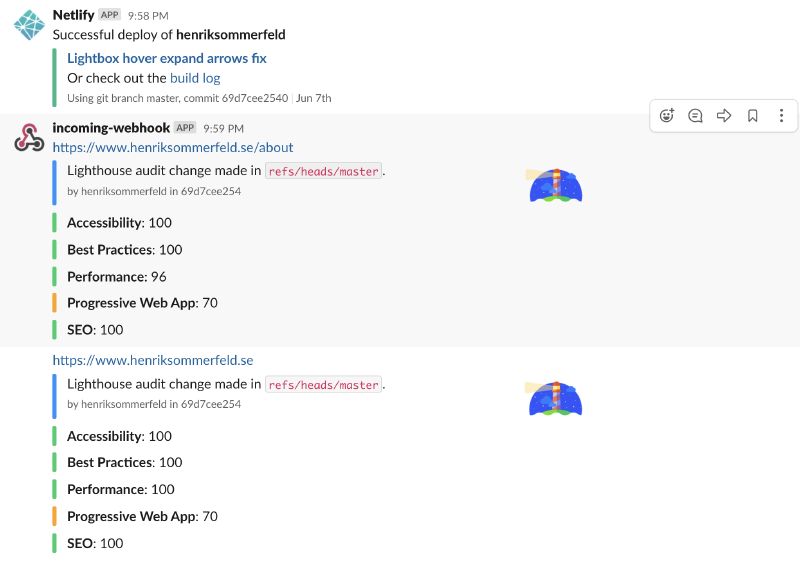 Netlify APP 9:58 PM
Successful deploy of henriksommerfeld
Lightbox hover expand arrows fix
Or check out the build log
Using git branch master, commit 69d7cee2540 | Jun 7th
incoming-webhook APP 9:59 PM
https://www.henriksommerfeld.se/about
Lighthouse audit change made in refs/heads/master.
by henriksommerfeld in 69d7cee254
Accessibility: 100
Best Practices: 100
Performance: 96
Progressive Web App: 70
SEO: 100
https://www.henriksommerfeld.se
Lighthouse audit change made in refs/heads/master.
by henriksommerfeld in 69d7cee254
Accessibility: 100
Best Practices: 100
Performance: 100
Progressive Web App: 70
SEO: 100